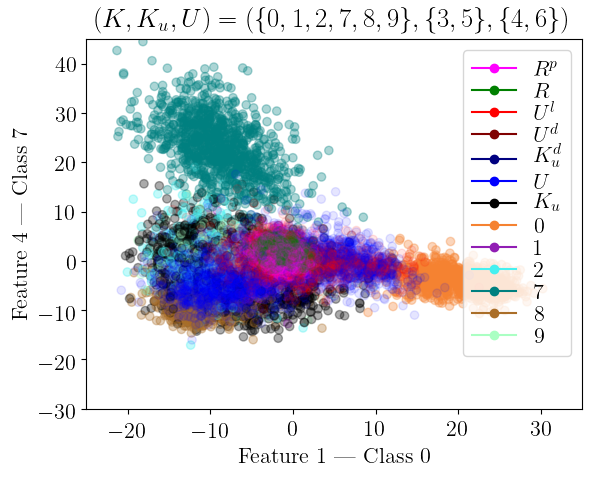 (K, K_u, U) = ({0, 1, 2, 7, 8, 9}, {3, 5}, {4, 6})
Feature 4 — Class 7
40
30
20
10
0
−10
−20
−30
−20
−10
0
10
20
30
Feature 1 — Class 0
R^p
R
U^l
U^d
K_u^d
U
K_u
0
1
2
7
8
9